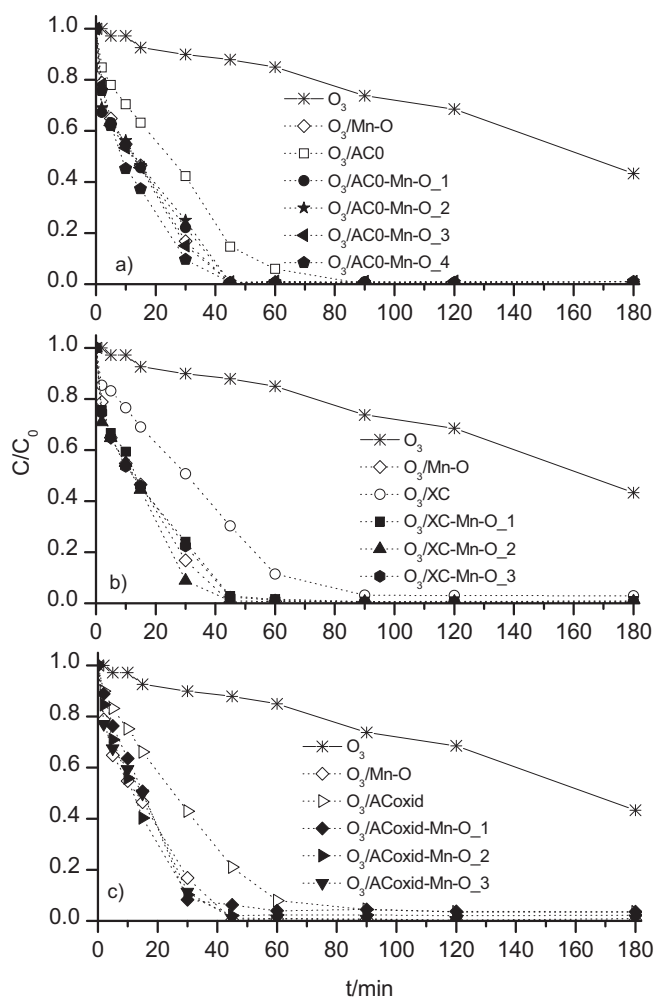 1.0
0.8
0.6
0.4
0.2
0.0
O3
O3/Mn-O
O3/AC0
O3/AC0-Mn-O_1
O3/AC0-Mn-O_2
O3/AC0-Mn-O_3
O3/AC0-Mn-O_4
a)
0 20 40 60 80 100 120 140 160 180
C/C0
1.0
0.8
0.6
0.4
0.2
0.0
O3
O3/Mn-O
O3/XC
O3/XC-Mn-O_1
O3/XC-Mn-O_2
O3/XC-Mn-O_3
b)
0 20 40 60 80 100 120 140 160 180
1.0
0.8
0.6
0.4
0.2
0.0
O3
O3/Mn-O
O3/ACoxid
O3/ACoxid-Mn-O_1
O3/ACoxid-Mn-O_2
O3/ACoxid-Mn-O_3
c)
0 20 40 60 80 100 120 140 160 180
t/min